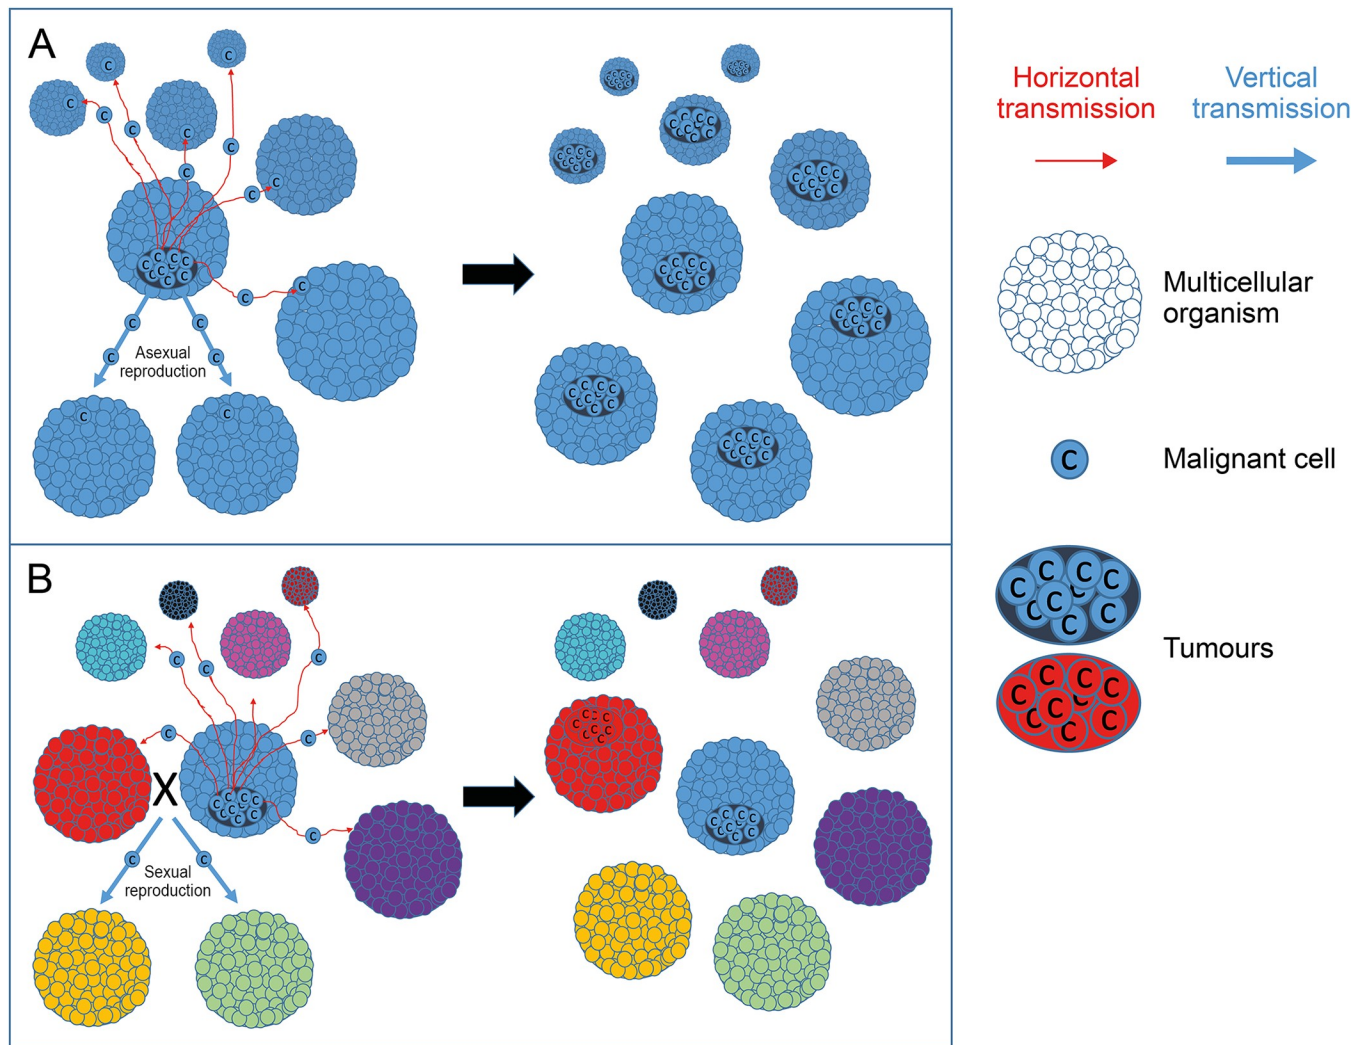 A
Asexual
reproduction
B
X
Sexual
reproduction
Horizontal
transmission
Vertical
transmission
Multicellular
organism
C
Malignant cell
Tumours